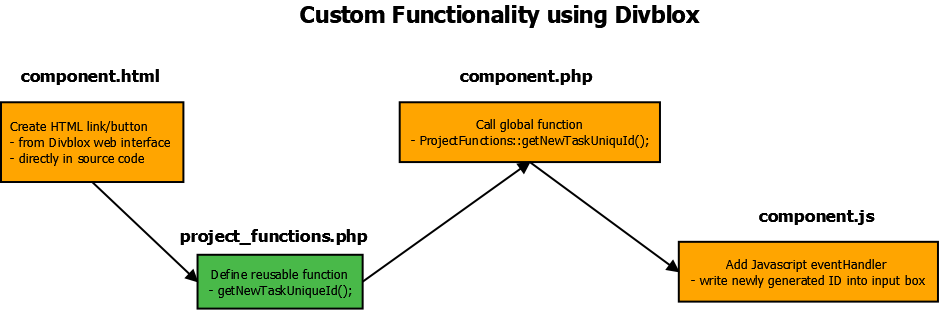 Custom Functionality using Divblox
component.html
Create HTML link/button
- from Divblox web interface
- directly in source code
project_functions.php
Define reusable function
- getNewTaskUniqueId();
component.php
Call global function
- ProjectFunctions::getNewTaskUniquId();
component.js
Add Javascript eventHandler
- write newly generated ID into input box